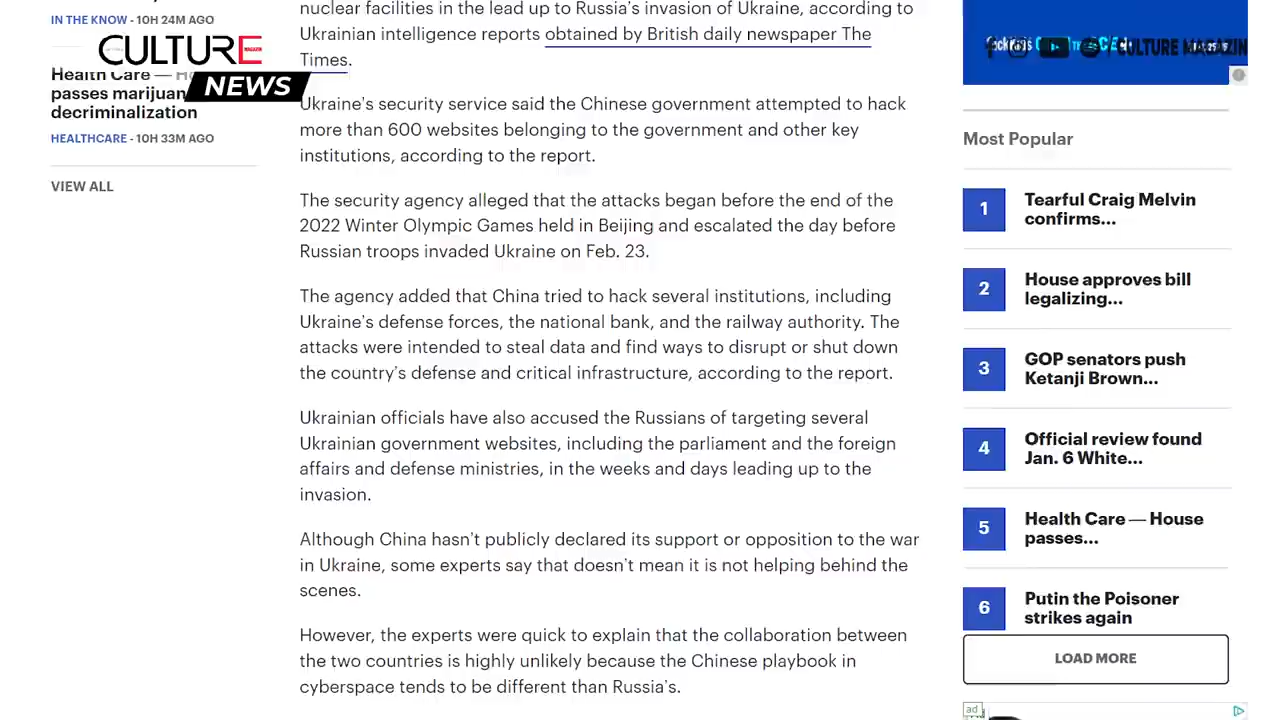 IN THE KNOW - 10H 24M AGO
CULTURE
NEWS
Health Care — Ho
passes marijuan
decriminalization
HEALTHCARE - 10H 33M AGO
VIEW ALL
nuclear facilities in the lead up to Russia's invasion of Ukraine, according to
Ukrainian intelligence reports obtained by British daily newspaper The
Times.
Ukraine's security service said the Chinese government attempted to hack
more than 600 websites belonging to the government and other key
institutions, according to the report.
The security agency alleged that the attacks began before the end of the
2022 Winter Olympic Games held in Beijing and escalated the day before
Russian troops invaded Ukraine on Feb. 23.
The agency added that China tried to hack several institutions, including
Ukraine's defense forces, the national bank, and the railway authority. The
attacks were intended to steal data and find ways to disrupt or shut down
the country's defense and critical infrastructure, according to the report.
Ukrainian officials have also accused the Russians of targeting several
Ukrainian government websites, including the parliament and the foreign
affairs and defense ministries, in the weeks and days leading up to the
invasion.
Although China hasn't publicly declared its support or opposition to the war
in Ukraine, some experts say that doesn't mean it is not helping behind the
scenes.
However, the experts were quick to explain that the collaboration between
the two countries is highly unlikely because the Chinese playbook in
cyberspace tends to be different than Russia's.
CULTURE MAGAZIN
Most Popular
1 Tearful Craig Melvin
confirms...
2 House approves bill
legalizing...
3 GOP senators push
Ketanji Brown...
4 Official review found
Jan. 6 White...
5 Health Care — House
passes...
6 Putin the Poisoner
strikes again
LOAD MORE
ad